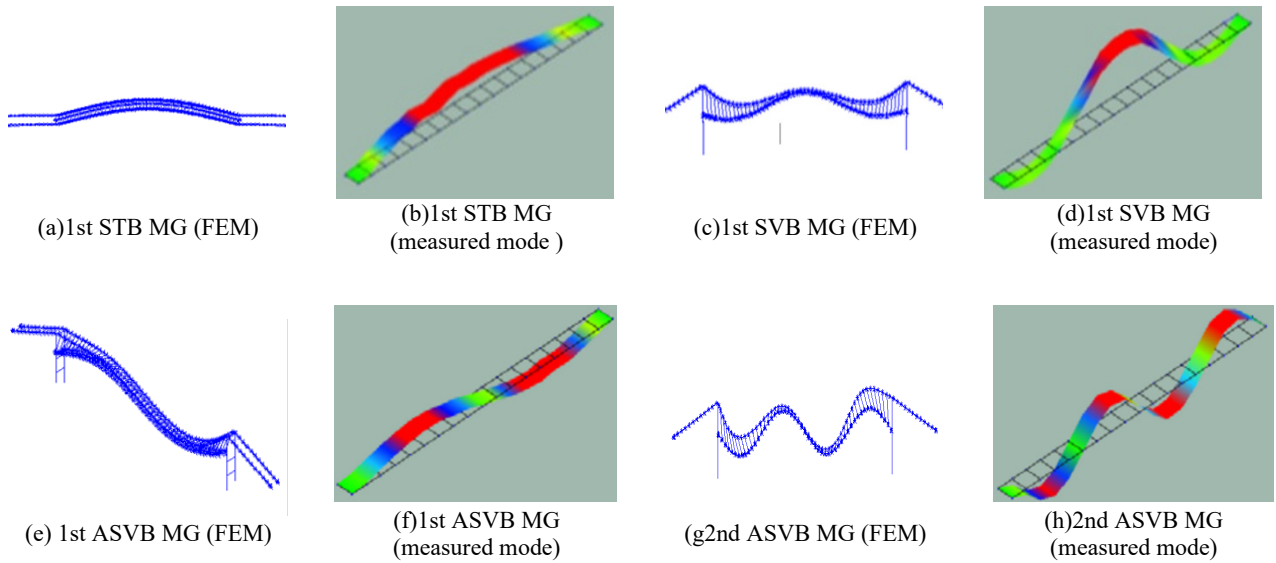 (a)1st STB MG (FEM)
(b)1st STB MG
(measured mode )
(c)1st SVB MG (FEM)
(d)1st SVB MG
(measured mode)
(e) 1st ASVB MG (FEM)
(f)1st ASVB MG
(measured mode)
(g2nd ASVB MG (FEM)
(h)2nd ASVB MG
(measured mode)